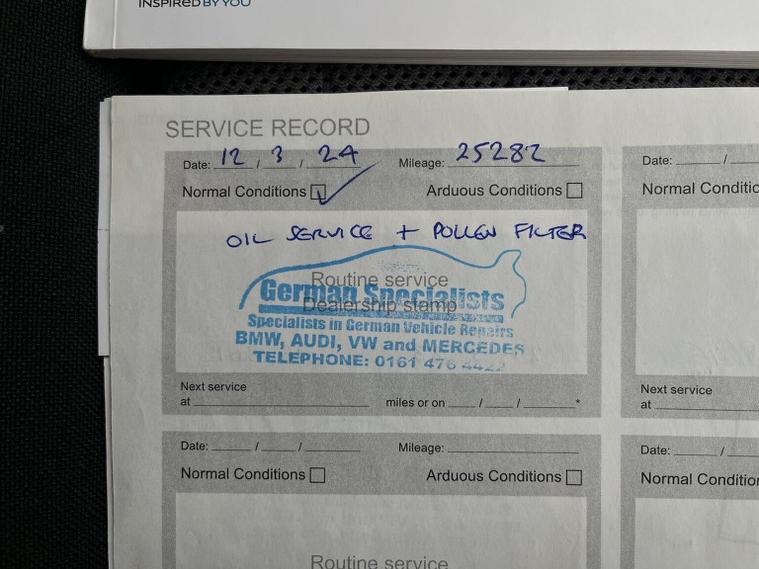 INSPIRED BY YOU
SERVICE RECORD
Date: 12 / 3 / 24 Mileage: 25282
Normal Conditions Arduous Conditions
OIL SERVICE + POLLEN FILTER
Routine service
German Specialists
Dealership stamp
Specialists in German Vehicle Repairs
BMW, AUDI, VW and MERCEDES
TELEPHONE: 0161 476 4422
Next service
at miles or on / / *
Date: / / Mileage:
Normal Conditions Arduous Conditions
Routine service
Date: /
Normal Conditio
Next service
at
Date: /
Normal Condition